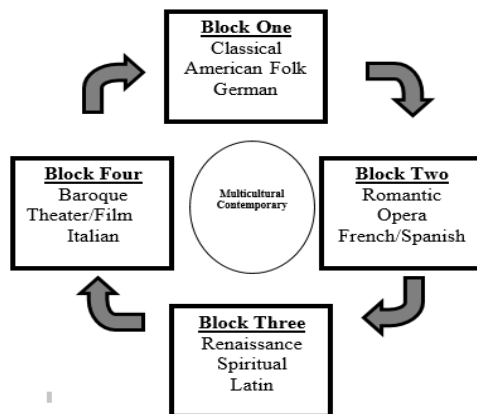 Block One
Classical
American Folk
German
Block Four
Baroque
Theater/Film
Italian
Multicultural
Contemporary
Block Two
Romantic
Opera
French/Spanish
Block Three
Renaissance
Spiritual
Latin